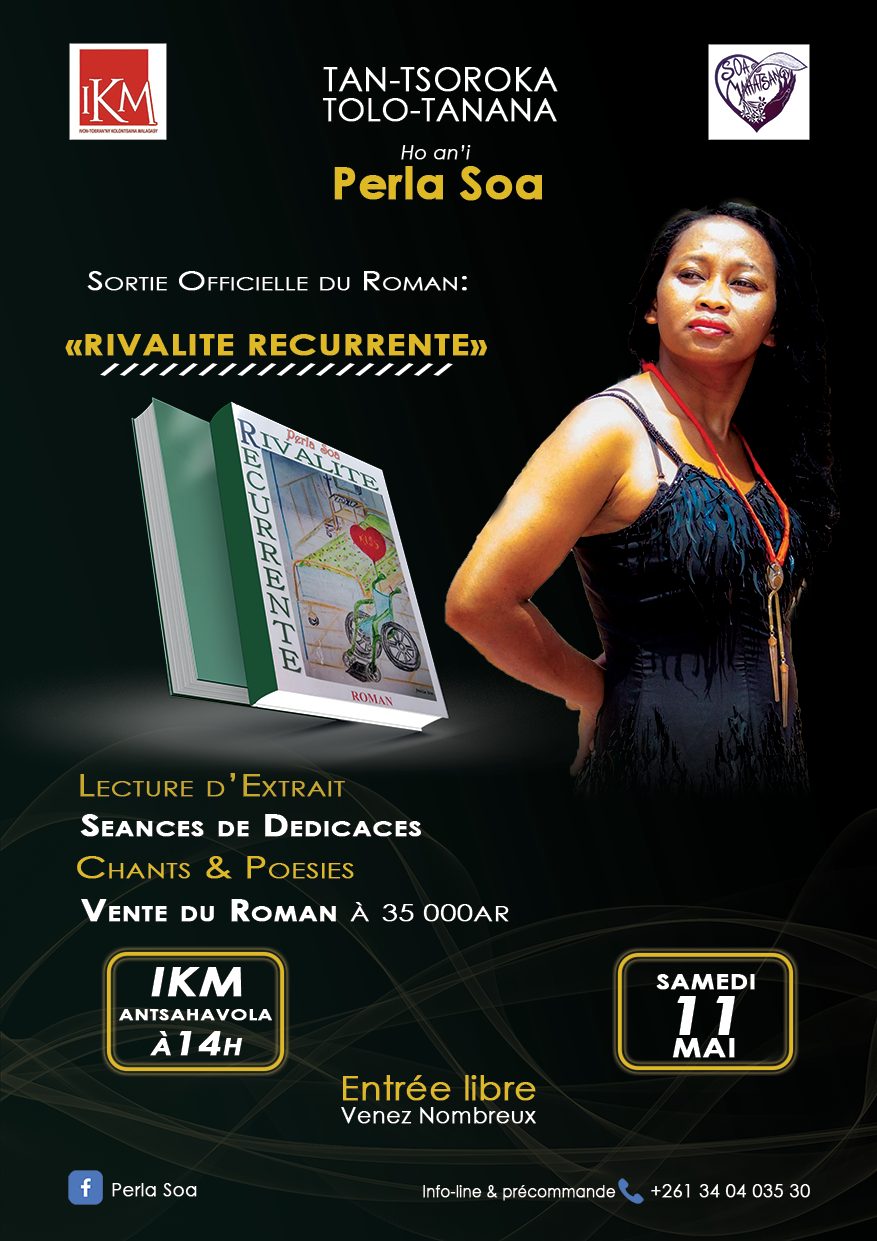 IKM
IVON-TOERAN'NY KOLONTSAINA MALAGASY
TAN-TSOROKA
TOLO-TANANA
SOA
MAHATSANGY
Ho an'i
Perla Soa
SORTIE OFFICIELLE DU ROMAN:
«RIVALITE RECURRENTE»
Perla Soa
RIVALITE
RECURRENTE
ROMAN
LECTURE D'EXTRAIT
SEANCES DE DEDICACES
CHANTS & POESIES
VENTE DU ROMAN À 35 000AR
IKM
ANTSAHAVOLA
À 14H
SAMEDI
11
MAI
Entrée libre
Venez Nombreux
Perla Soa
Info-line & précommande +261 34 04 035 30